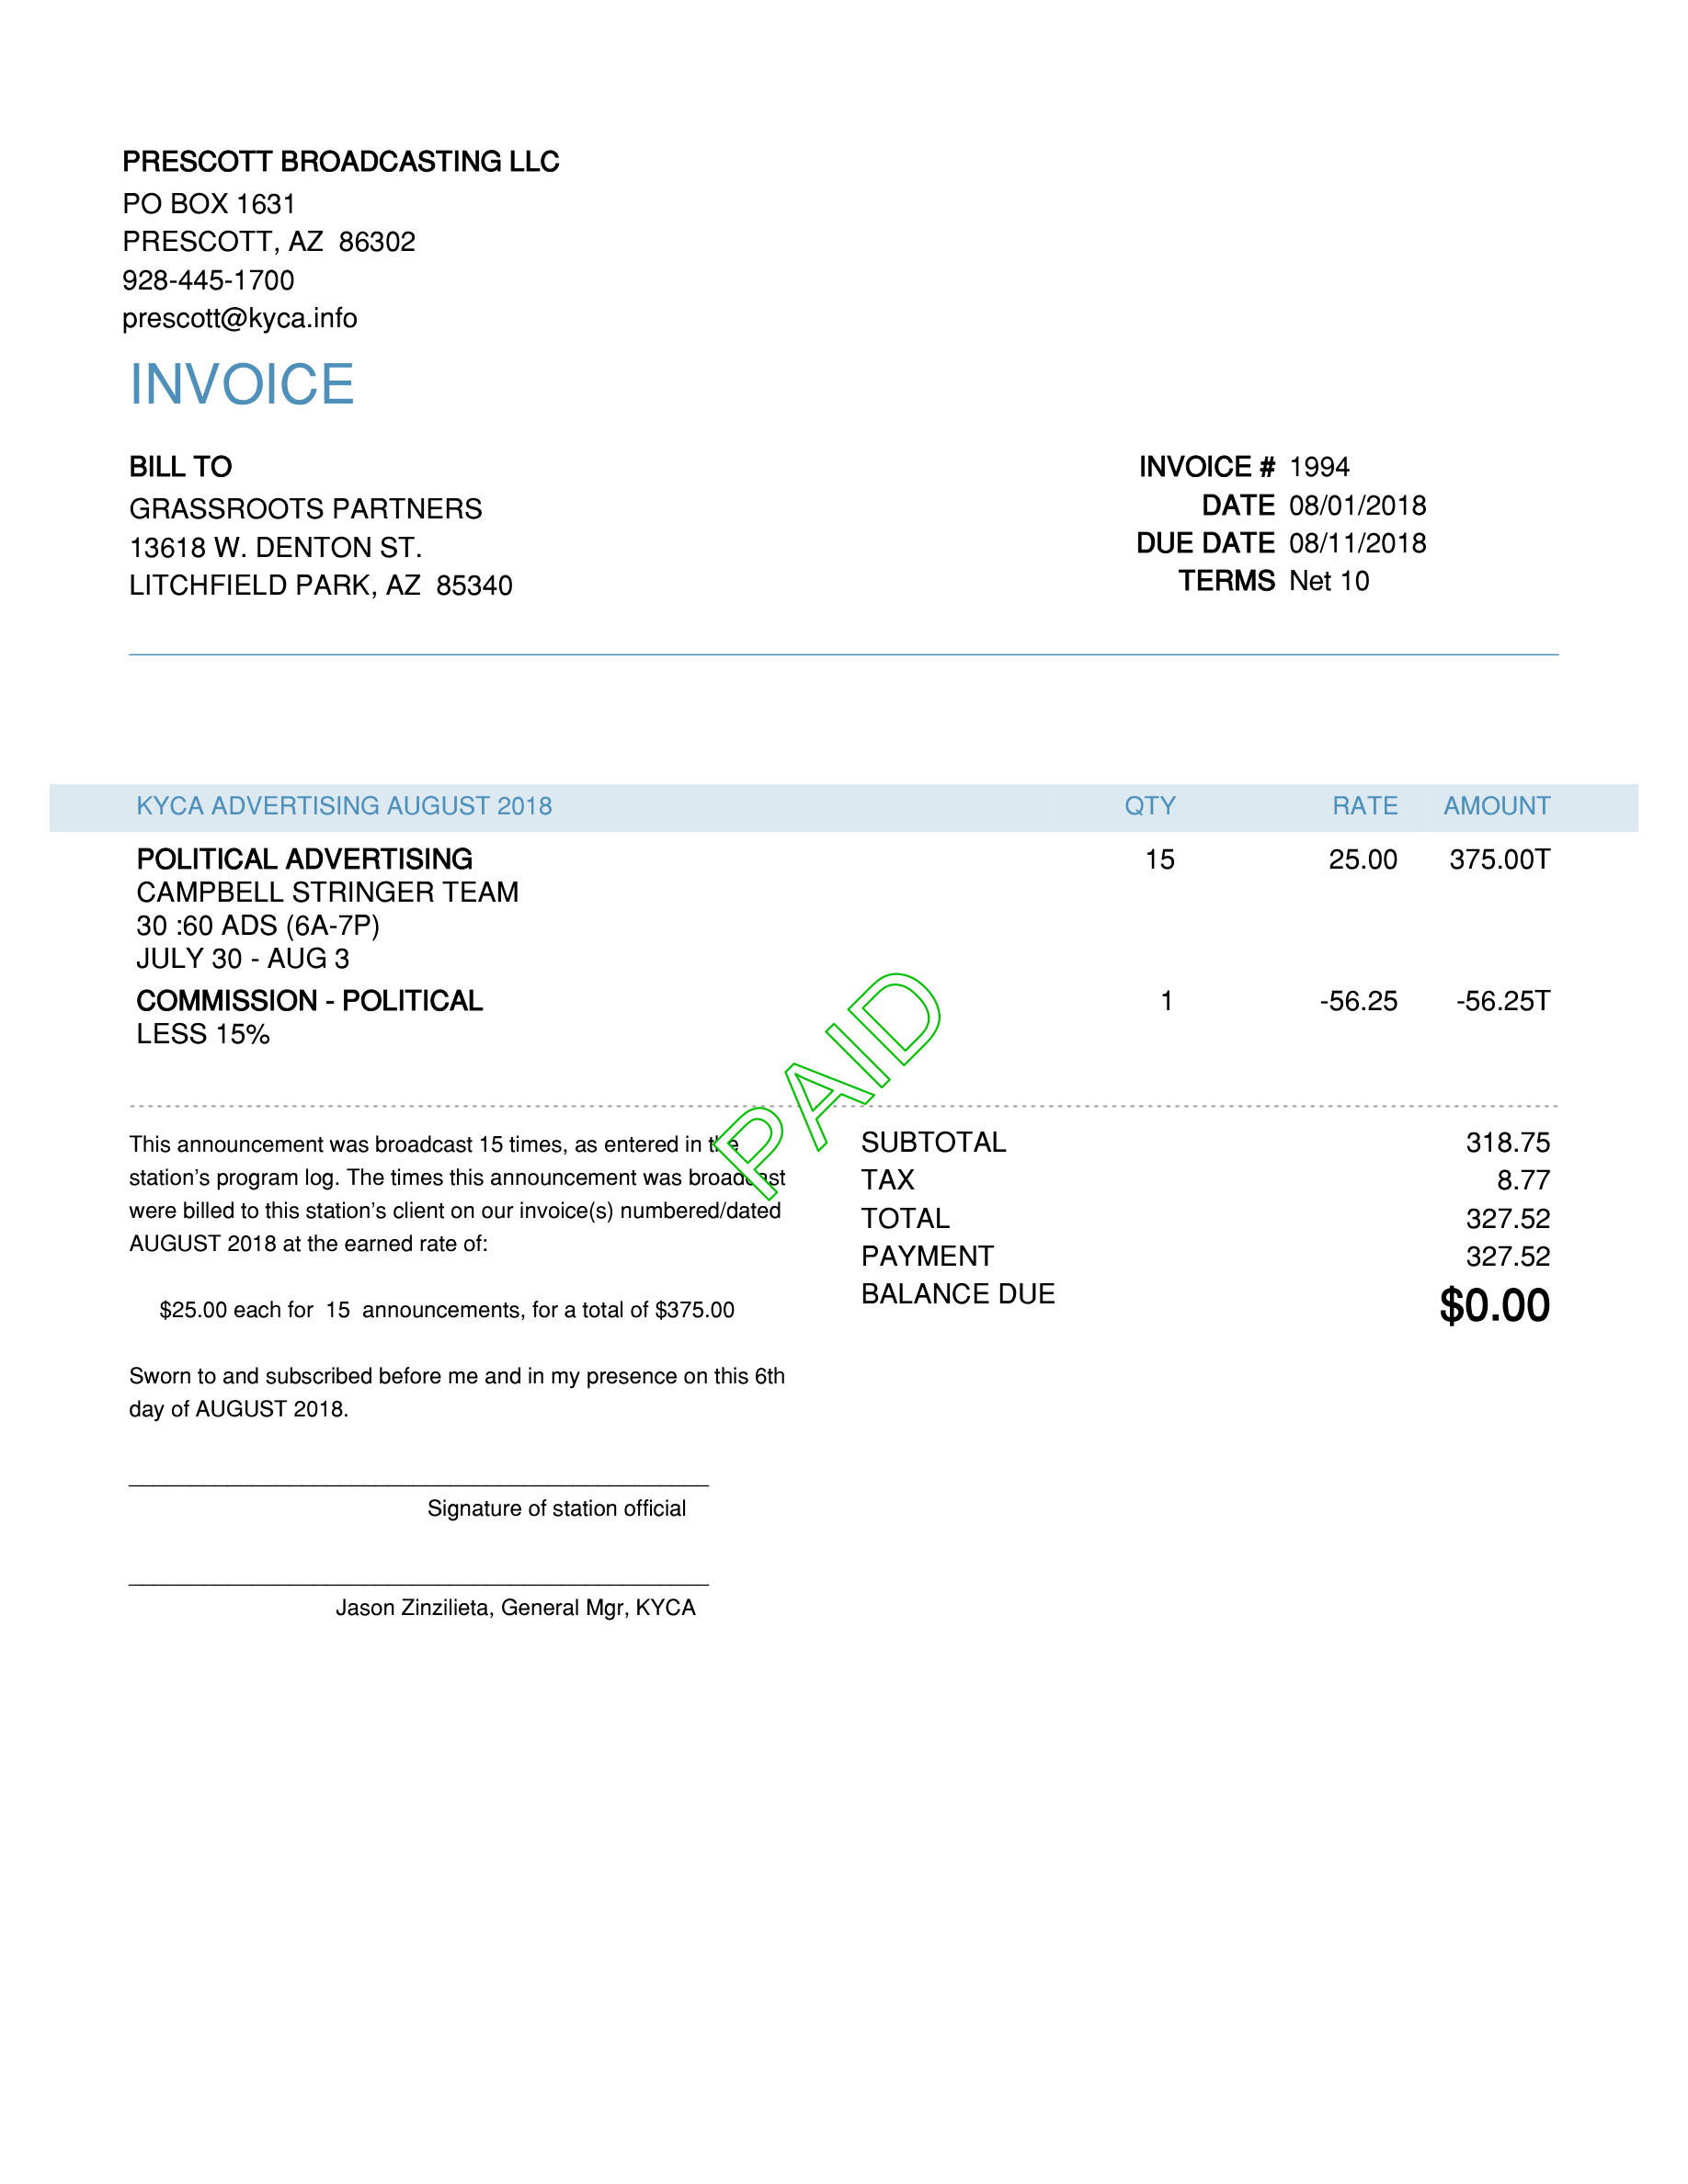 PRESCOTT BROADCASTING LLC
PO BOX 1631
PRESCOTT, AZ  86302
928-445-1700
prescott@kyca.info
INVOICE
BILL TO
GRASSROOTS PARTNERS
13618 W. DENTON ST.
LITCHFIELD PARK, AZ  85340
INVOICE # 1994
DATE 08/01/2018
DUE DATE 08/11/2018
TERMS Net 10
KYCA ADVERTISING AUGUST 2018 QTY RATE AMOUNT
POLITICAL ADVERTISING 15 25.00 375.00T
CAMPBELL STRINGER TEAM
30 :60 ADS (6A-7P)
JULY 30 - AUG 3
COMMISSION - POLITICAL 1 -56.25 -56.25T
LESS 15%
PAID
This announcement was broadcast 15 times, as entered in the
station’s program log. The times this announcement was broadcast
were billed to this station’s client on our invoice(s) numbered/dated
AUGUST 2018 at the earned rate of:
$25.00 each for  15  announcements, for a total of $375.00
Sworn to and subscribed before me and in my presence on this 6th
day of AUGUST 2018.
Signature of station official
Jason Zinzilieta, General Mgr, KYCA
SUBTOTAL 318.75
TAX 8.77
TOTAL 327.52
PAYMENT 327.52
BALANCE DUE $0.00